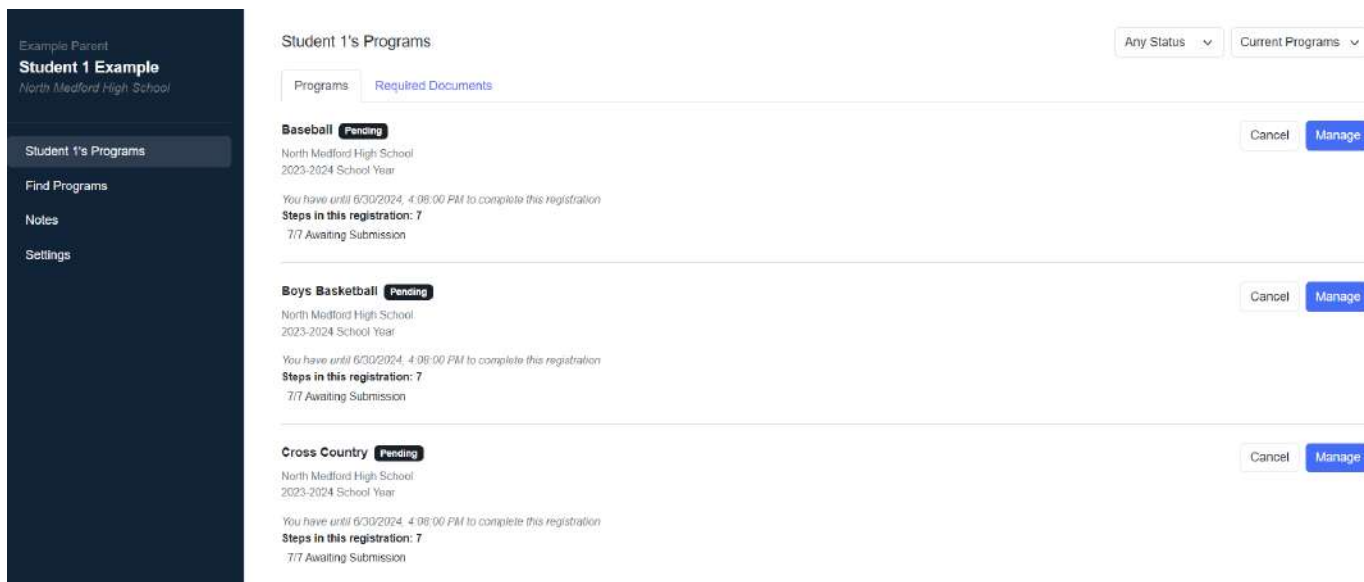 Example Parent
Student 1 Example
North Medford High School
Student 1's Programs
Find Programs
Notes
Settings
Student 1's Programs
Any Status
Current Programs
Programs
Required Documents
Baseball Pending
Cancel
Manage
North Medford High School
2023-2024 School Year
You have until 6/30/2024, 4:08:00 PM to complete this registration
Steps in this registration: 7
7/7 Awaiting Submission
Boys Basketball Pending
Cancel
Manage
North Medford High School
2023-2024 School Year
You have until 6/30/2024, 4:08:00 PM to complete this registration
Steps in this registration: 7
7/7 Awaiting Submission
Cross Country Pending
Cancel
Manage
North Medford High School
2023-2024 School Year
You have until 6/30/2024, 4:08:00 PM to complete this registration
Steps in this registration: 7
7/7 Awaiting Submission